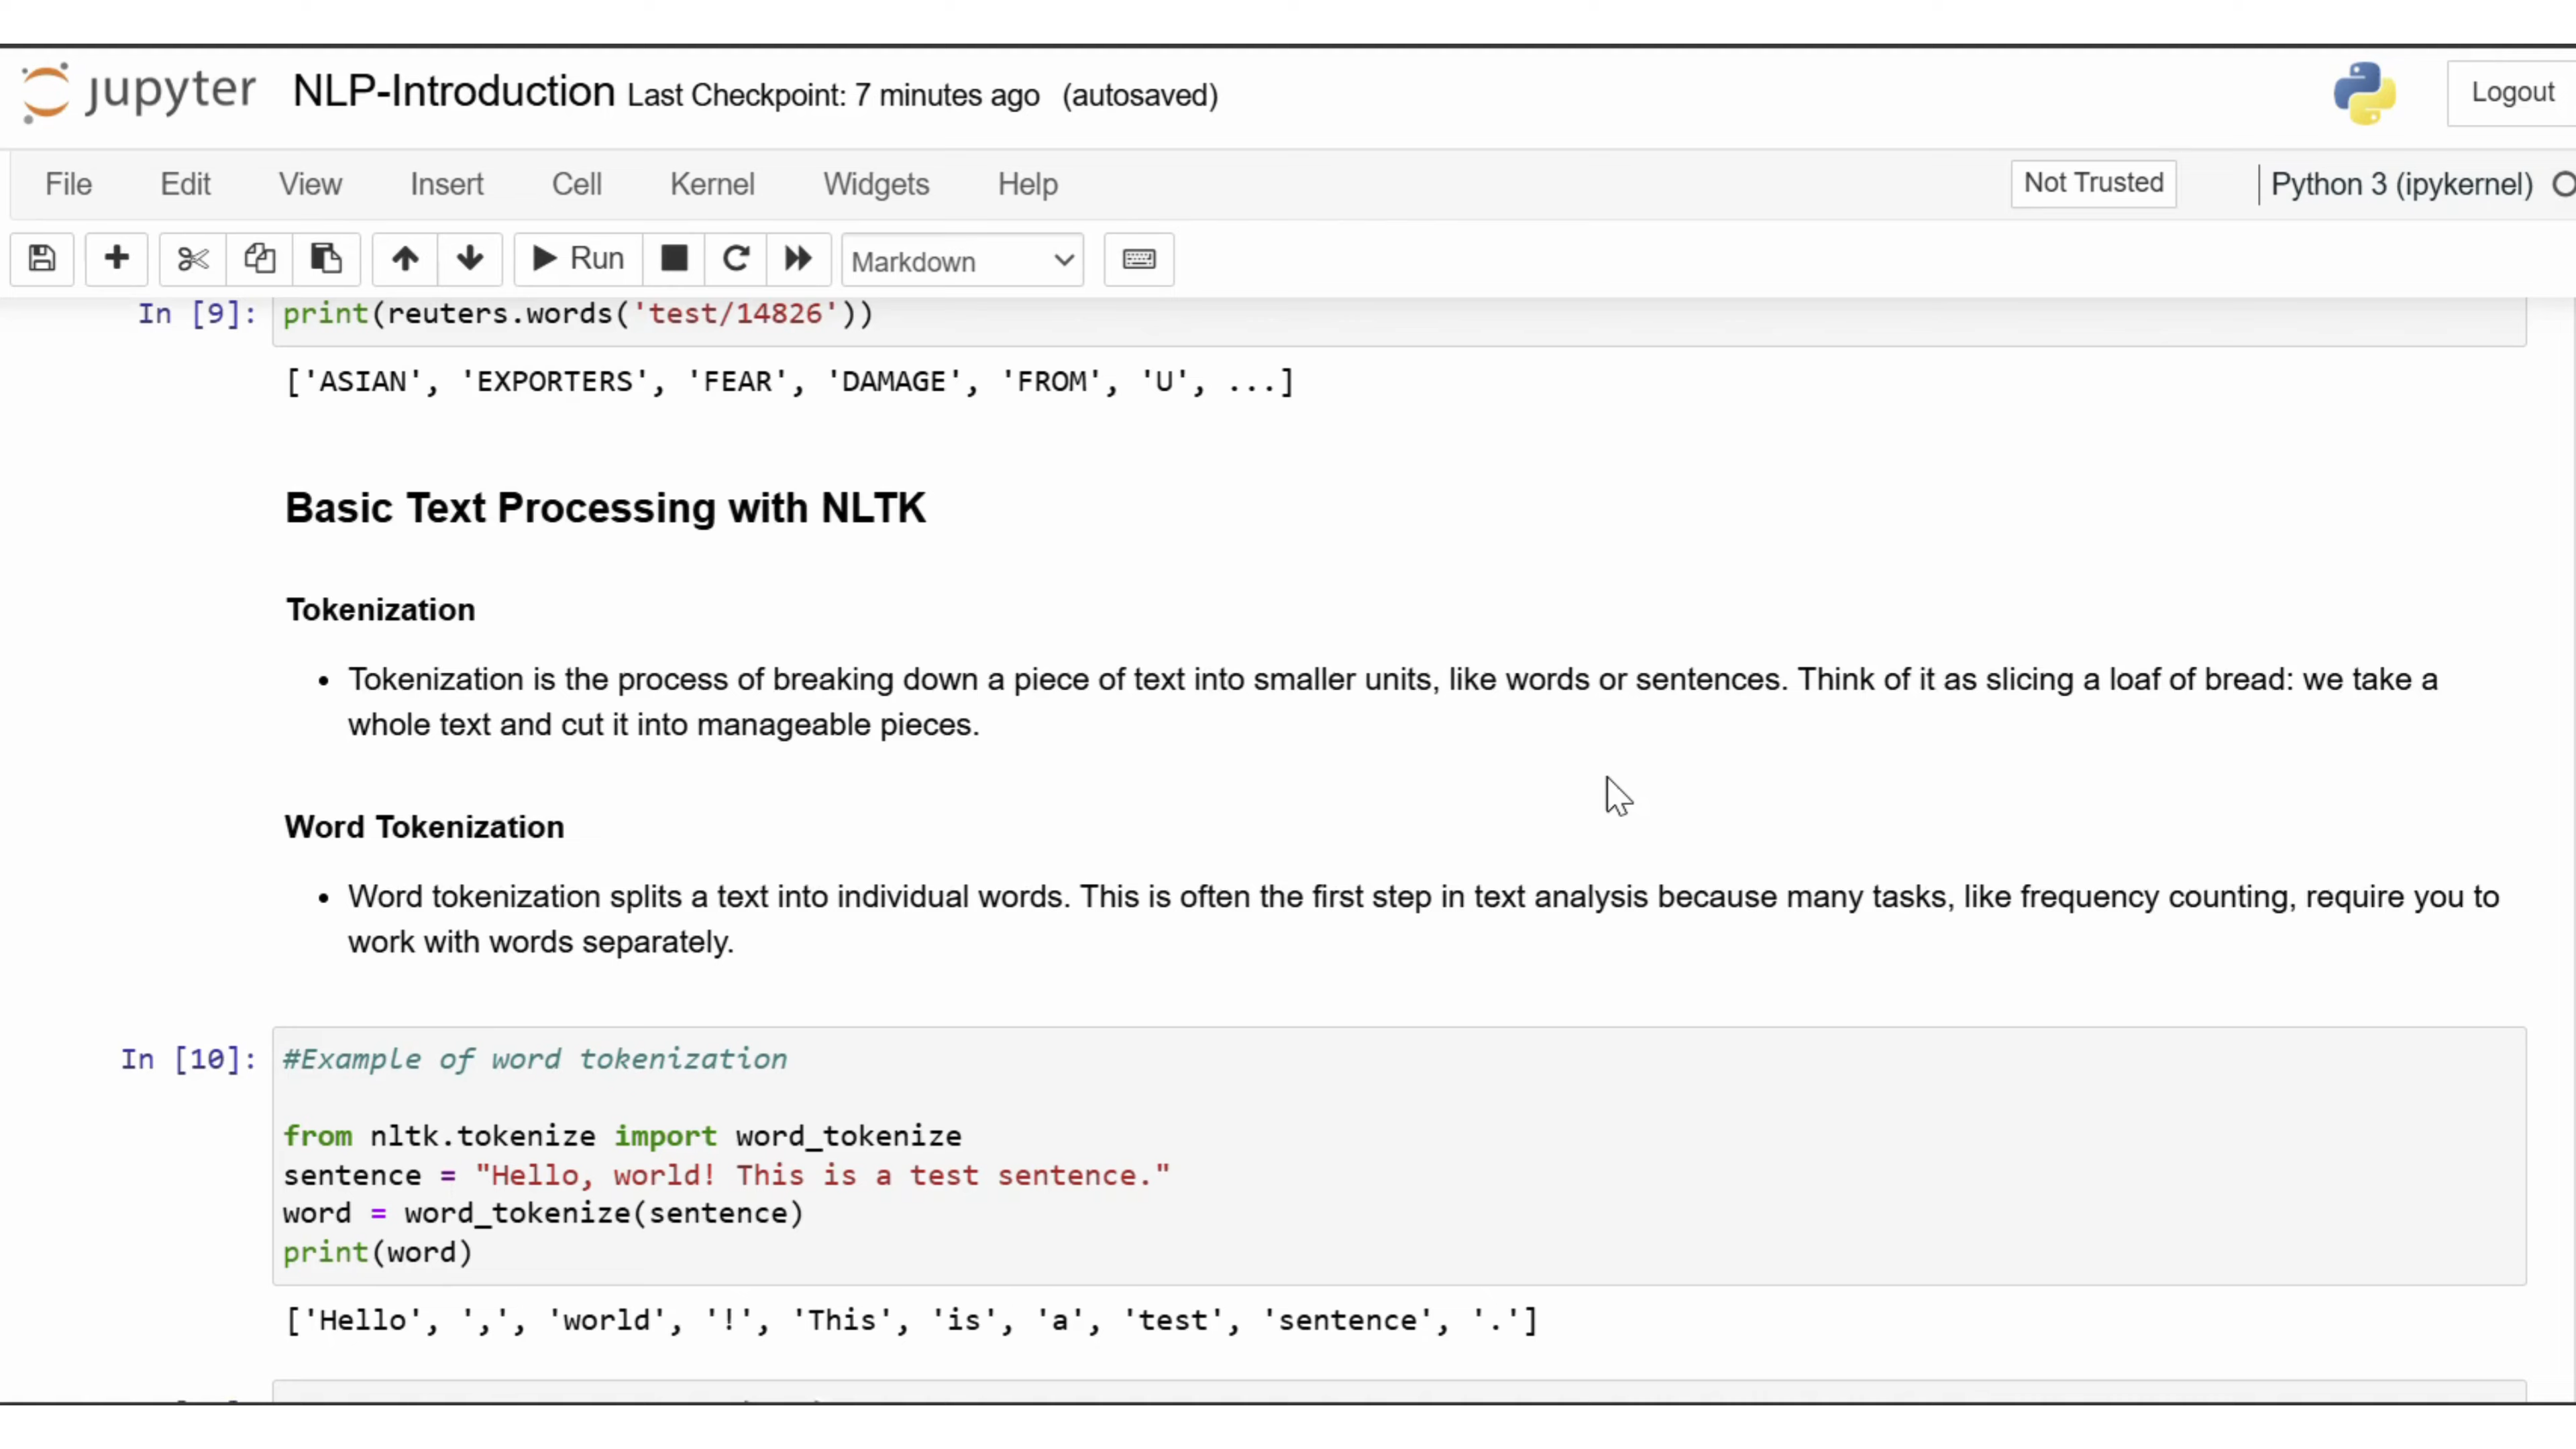 jupyter NLP-Introduction Last Checkpoint: 7 minutes ago (autosaved) Logout
File Edit View Insert Cell Kernel Widgets Help Not Trusted Python 3 (ipykernel)
Run Markdown
In [9]: print(reuters.words('test/14826'))
['ASIAN', 'EXPORTERS', 'FEAR', 'DAMAGE', 'FROM', 'U', ...]
Basic Text Processing with NLTK
Tokenization
• Tokenization is the process of breaking down a piece of text into smaller units, like words or sentences. Think of it as slicing a loaf of bread: we take a
whole text and cut it into manageable pieces.
Word Tokenization
• Word tokenization splits a text into individual words. This is often the first step in text analysis because many tasks, like frequency counting, require you to
work with words separately.
In [10]: #Example of word tokenization
from nltk.tokenize import word_tokenize
sentence = "Hello, world! This is a test sentence."
word = word_tokenize(sentence)
print(word)
['Hello', ',', 'world', '!', 'This', 'is', 'a', 'test', 'sentence', '.']